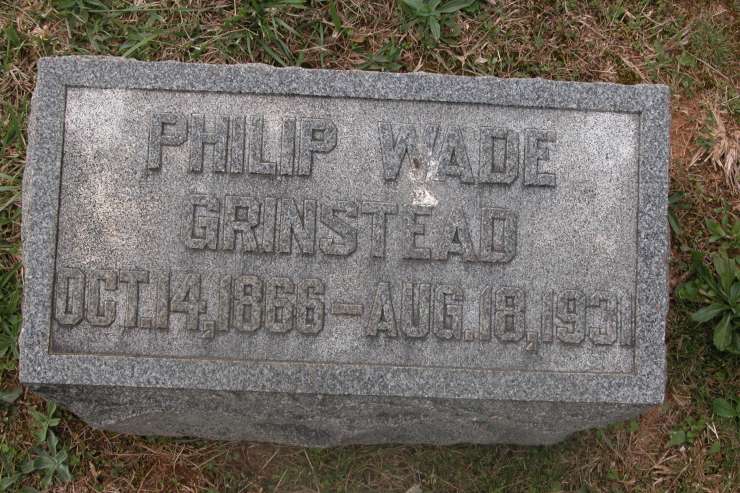 PHILIP WADE
GRINSTEAD
OCT.14,1866-AUG.18,1931